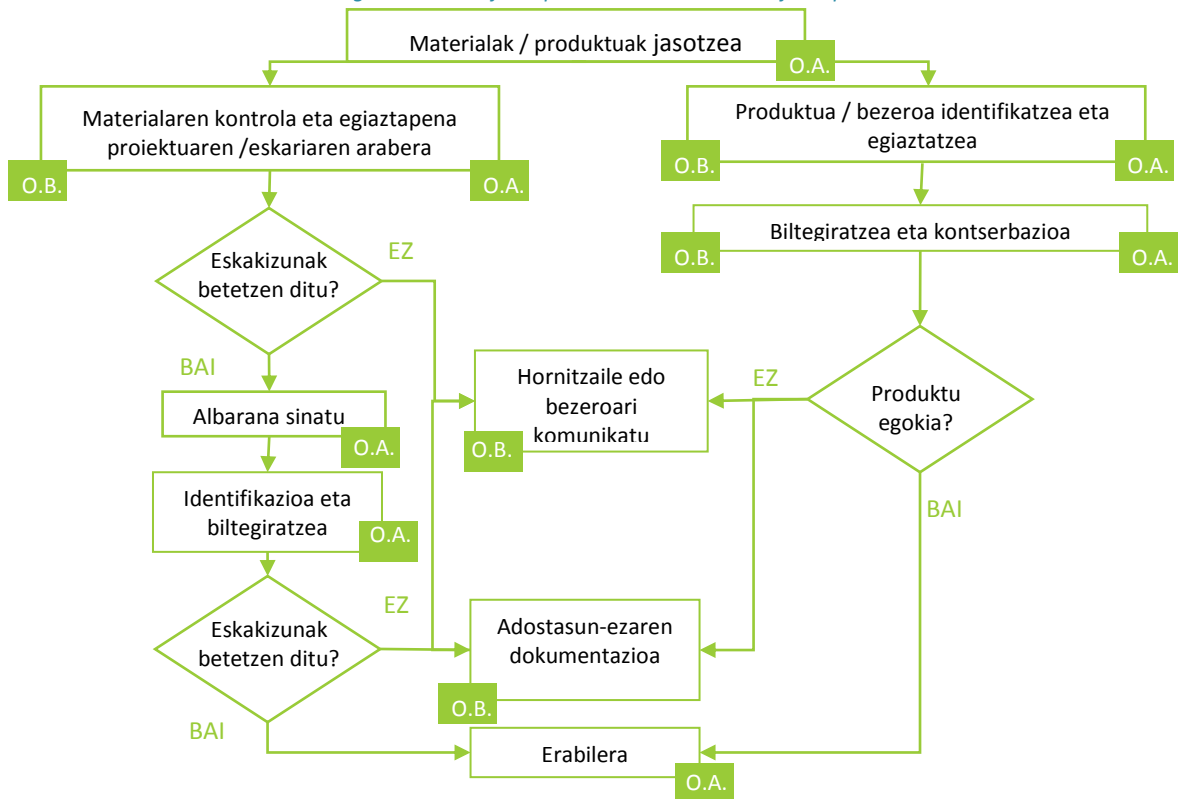 Materialak / produktuak jasotzea
O.A.
Materialaren kontrola eta egiaztapena
proiektuaren /eskariaren arabera
O.B.
O.A.
Produktua / bezeroa identifikatzea eta
egiaztatzea
O.B.
O.A.
Biltegiratzea eta kontserbazioa
O.B.
O.A.
Eskakizunak
betetzen ditu?
EZ
BAI
Albarana sinatu
O.A.
Identifikazioa eta
biltegiratzea
O.A.
Hornitzaile edo
bezeroari
komunikatu
O.B.
EZ
Produktu
egokia?
BAI
Eskakizunak
betetzen ditu?
EZ
BAI
Adostasun-ezaren
dokumentazioa
O.B.
Erabilera
O.A.